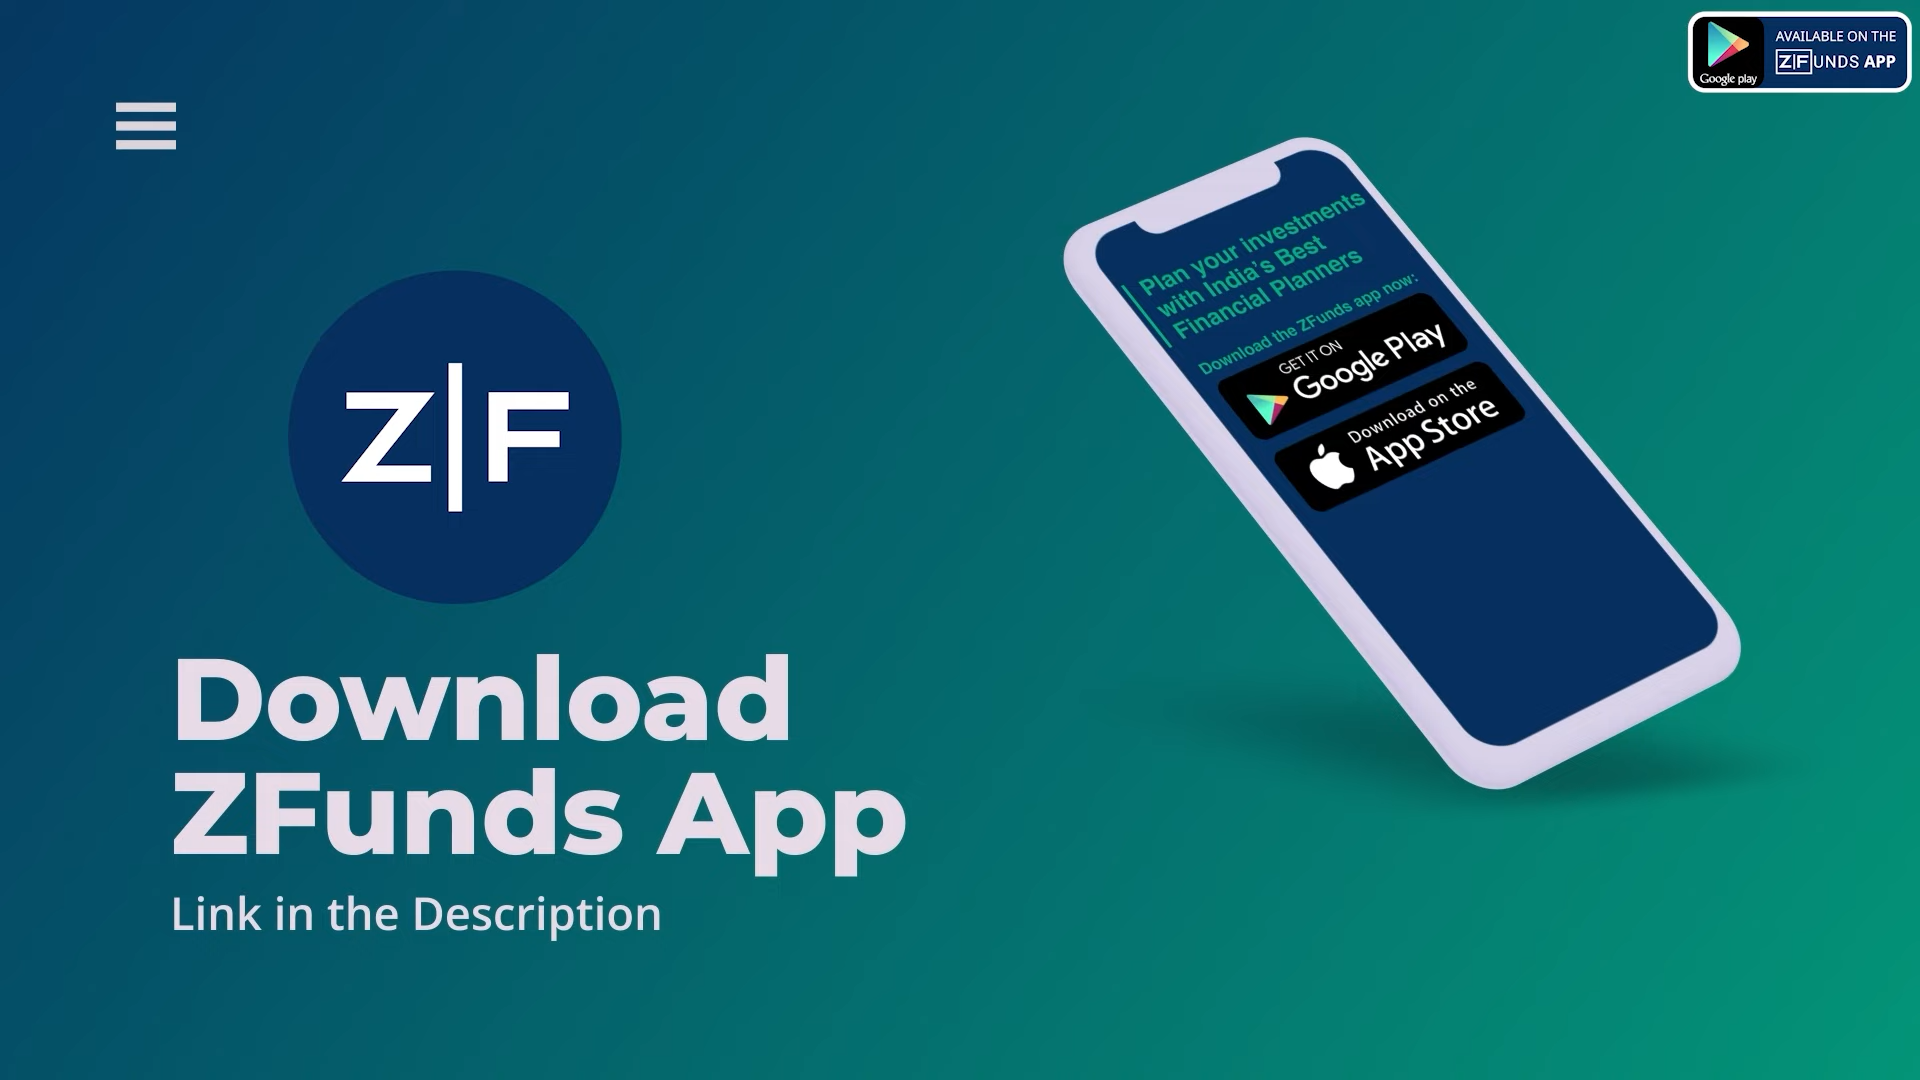 Google play
AVAILABLE ON THE
Z|FUNDS APP
Z|F
Download
ZFunds App
Link in the Description
Plan your investments
with India's Best
Financial Planners
Download the ZFunds app now:
GET IT ON
Google Play
Download on the
App Store